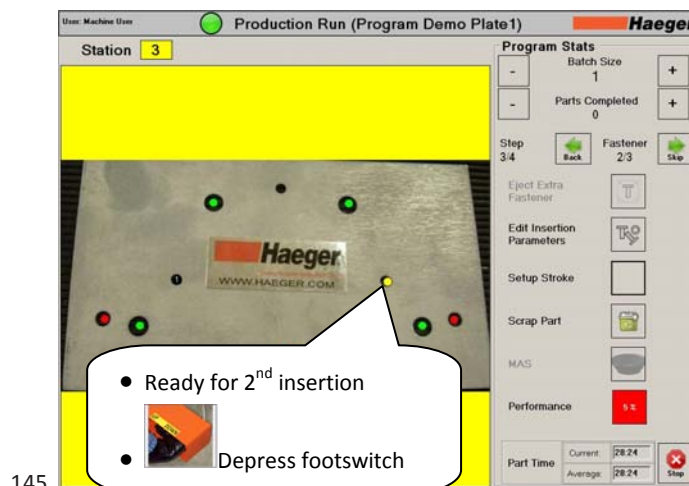 User: Machine User
Production Run (Program Demo Plate1)
Haeger
Station 3
Program Stats
Batch Size
- 1 +
Parts Completed
- 0 +
Step
3/4
Back
Fastener
2/3
Skip
Eject Extra
Fastener
Edit Insertion
Parameters
Setup Stroke
Scrap Part
MAS
Performance
5 %
Part Time
Current: 28:24
Average: 28:24
Stop
Haeger
WWW.HAEGER.COM
1
• Ready for 2nd insertion
• Depress footswitch
145